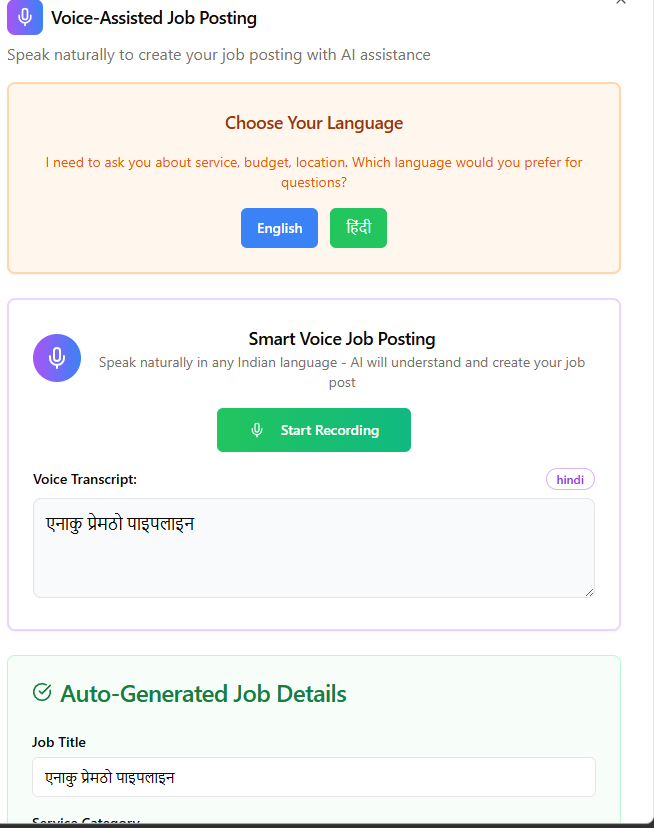 Voice-Assisted Job Posting
Speak naturally to create your job posting with AI assistance
Choose Your Language
I need to ask you about service, budget, location. Which language would you prefer for
questions?
English हिंदी
Smart Voice Job Posting
Speak naturally in any Indian language - AI will understand and create your job
post
Start Recording
Voice Transcript: hindi
एनाकु प्रेमठो पाइपलाइन
Auto-Generated Job Details
Job Title
एनाकु प्रेमठो पाइपलाइन
Service Category